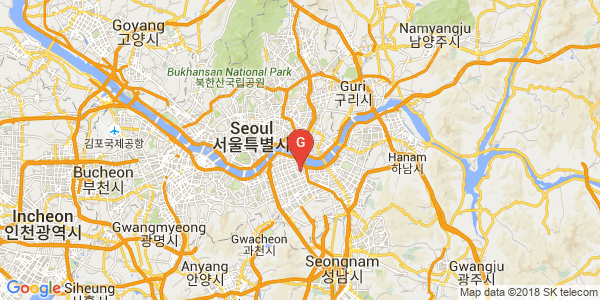 Goyang
고양시
Namyangju
남양주시
Bukhansan National Park
북한산국립공원
Guri
구리시
김포국제공항
Seoul
서울특별시
G
Hanam
하남시
Bucheon
부천시
Incheon
인천광역시
Gwangmyeong
광명시
Gwacheon
과천시
Seongnam
성남시
Anyang
안양시
Gwangju
광주시
Siheung
Google
Map data ©2018 SK telecom